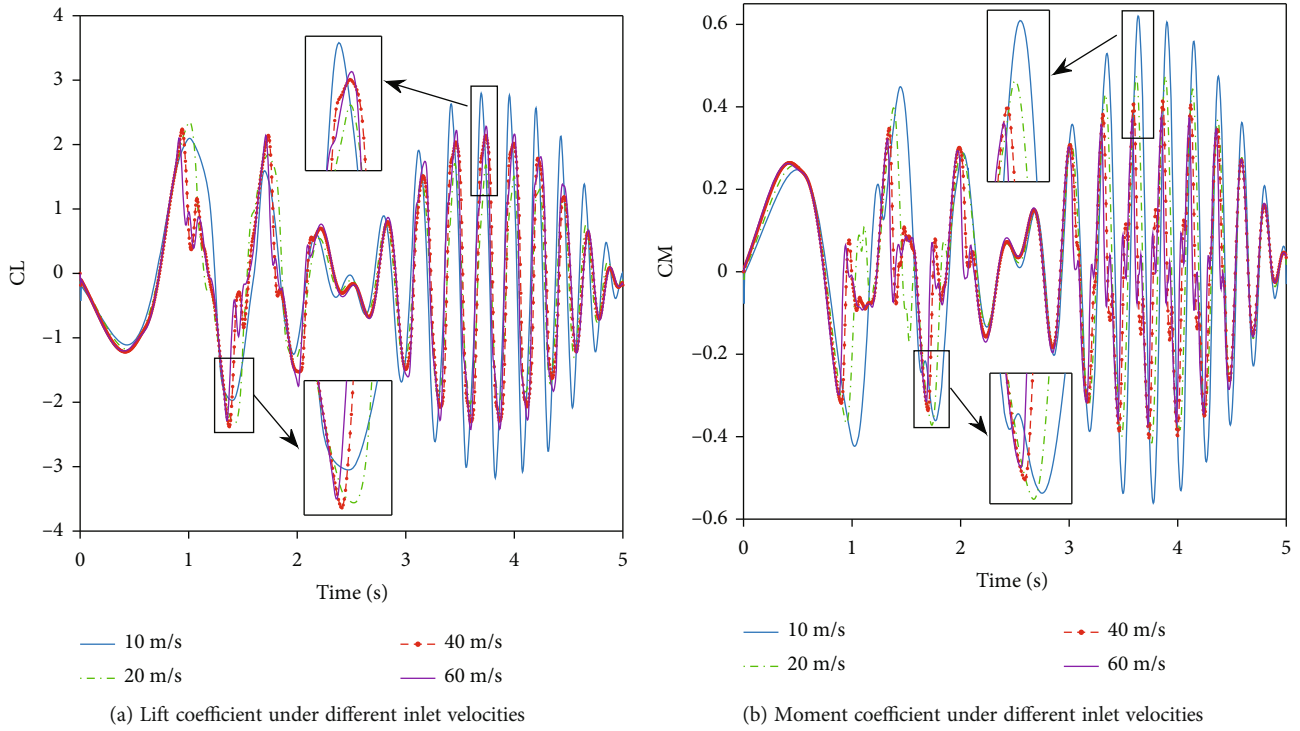 4
3
2
1
0
–1
–2
–3
–4
CL
0
1
2
3
4
5
Time (s)
10 m/s
20 m/s
40 m/s
60 m/s
(a) Lift coefficient under different inlet velocities
0.6
0.4
0.2
0
–0.2
–0.4
–0.6
CM
0
1
2
3
4
5
Time (s)
10 m/s
20 m/s
40 m/s
60 m/s
(b) Moment coefficient under different inlet velocities